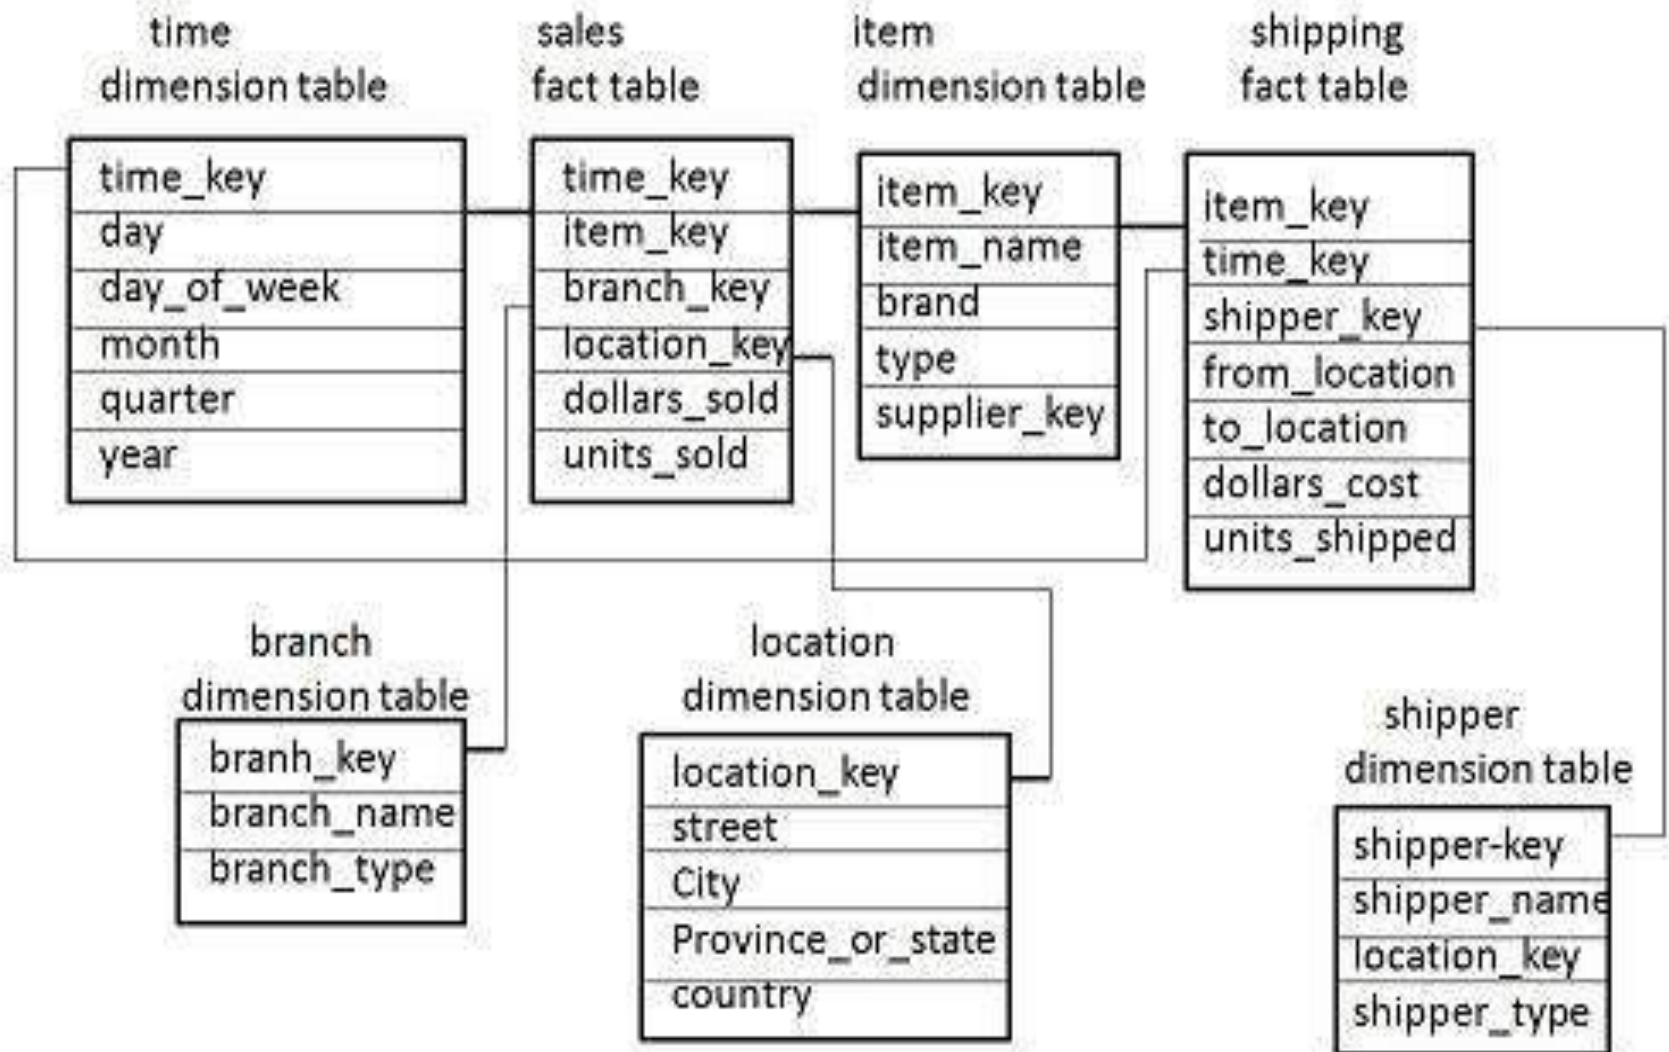 time
dimension table
time_key
day
day_of_week
month
quarter
year
sales
fact table
time_key
item_key
branch_key
location_key
dollars_sold
units_sold
item
dimension table
item_key
item_name
brand
type
supplier_key
shipping
fact table
item_key
time_key
shipper_key
from_location
to_location
dollars_cost
units_shipped
branch
dimension table
branh_key
branch_name
branch_type
location
dimension table
location_key
street
City
Province_or_state
country
shipper
dimension table
shipper-key
shipper_name
location_key
shipper_type